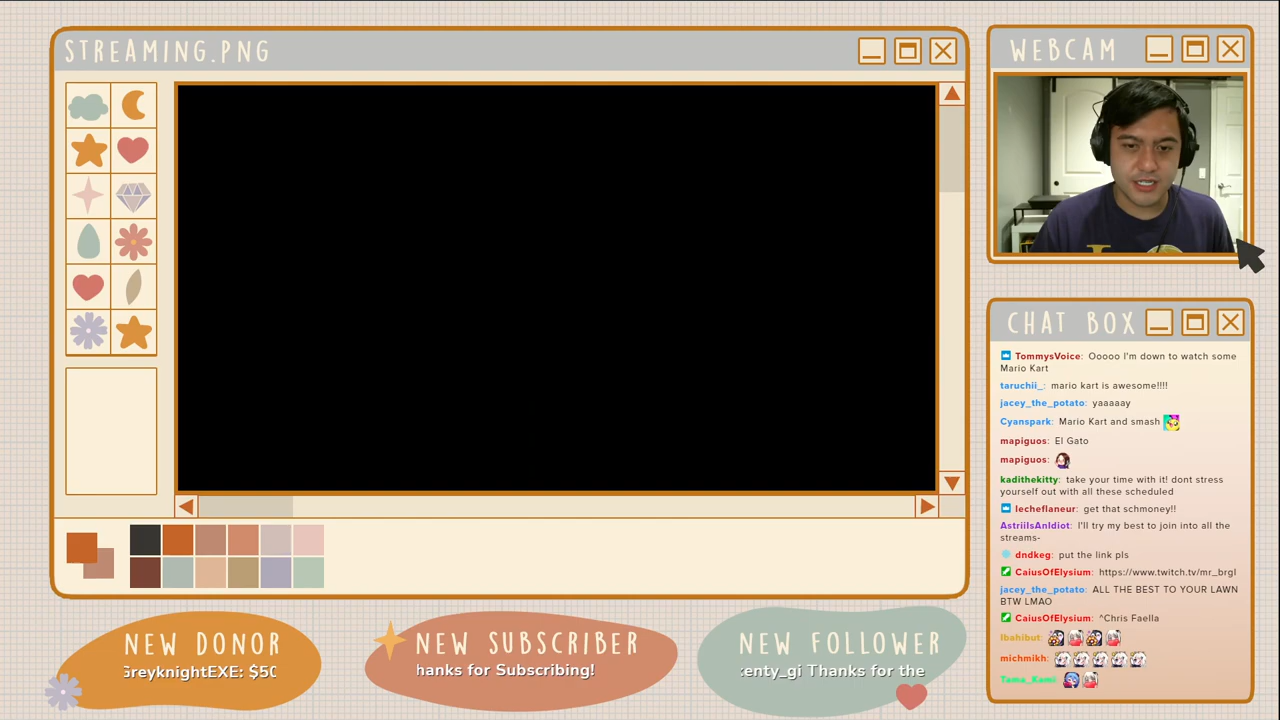 STREAMING.PNG
WEBCAM
CHAT BOX
TommysVoice: Ooooo I'm down to watch some
Mario Kart
taruchii_: mario kart is awesome!!!!
jacey_the_potato: yaaaaay
Cyanspark: Mario Kart and smash
mapiguos: El Gato
mapiguos:
kadithekitty: take your time with it! dont stress
yourself out with all these scheduled
lecheflaneur: get that schmoney!!
AstriilsAnIdiot: I'll try my best to join into all the
streams-
dndkeg: put the link pls
CaiusOfElysium: https://www.twitch.tv/mr_brgl
jacey_the_potato: ALL THE BEST TO YOUR LAWN
BTW LMAO
CaiusOfElysium: ^Chris Faella
lbahibut:
michmikh:
Tama_Kami:
NEW DONOR
GreyknightEXE: $50
NEW SUBSCRIBER
hanks for Subscribing!
NEW FOLLOWER
:enty_gi Thanks for the